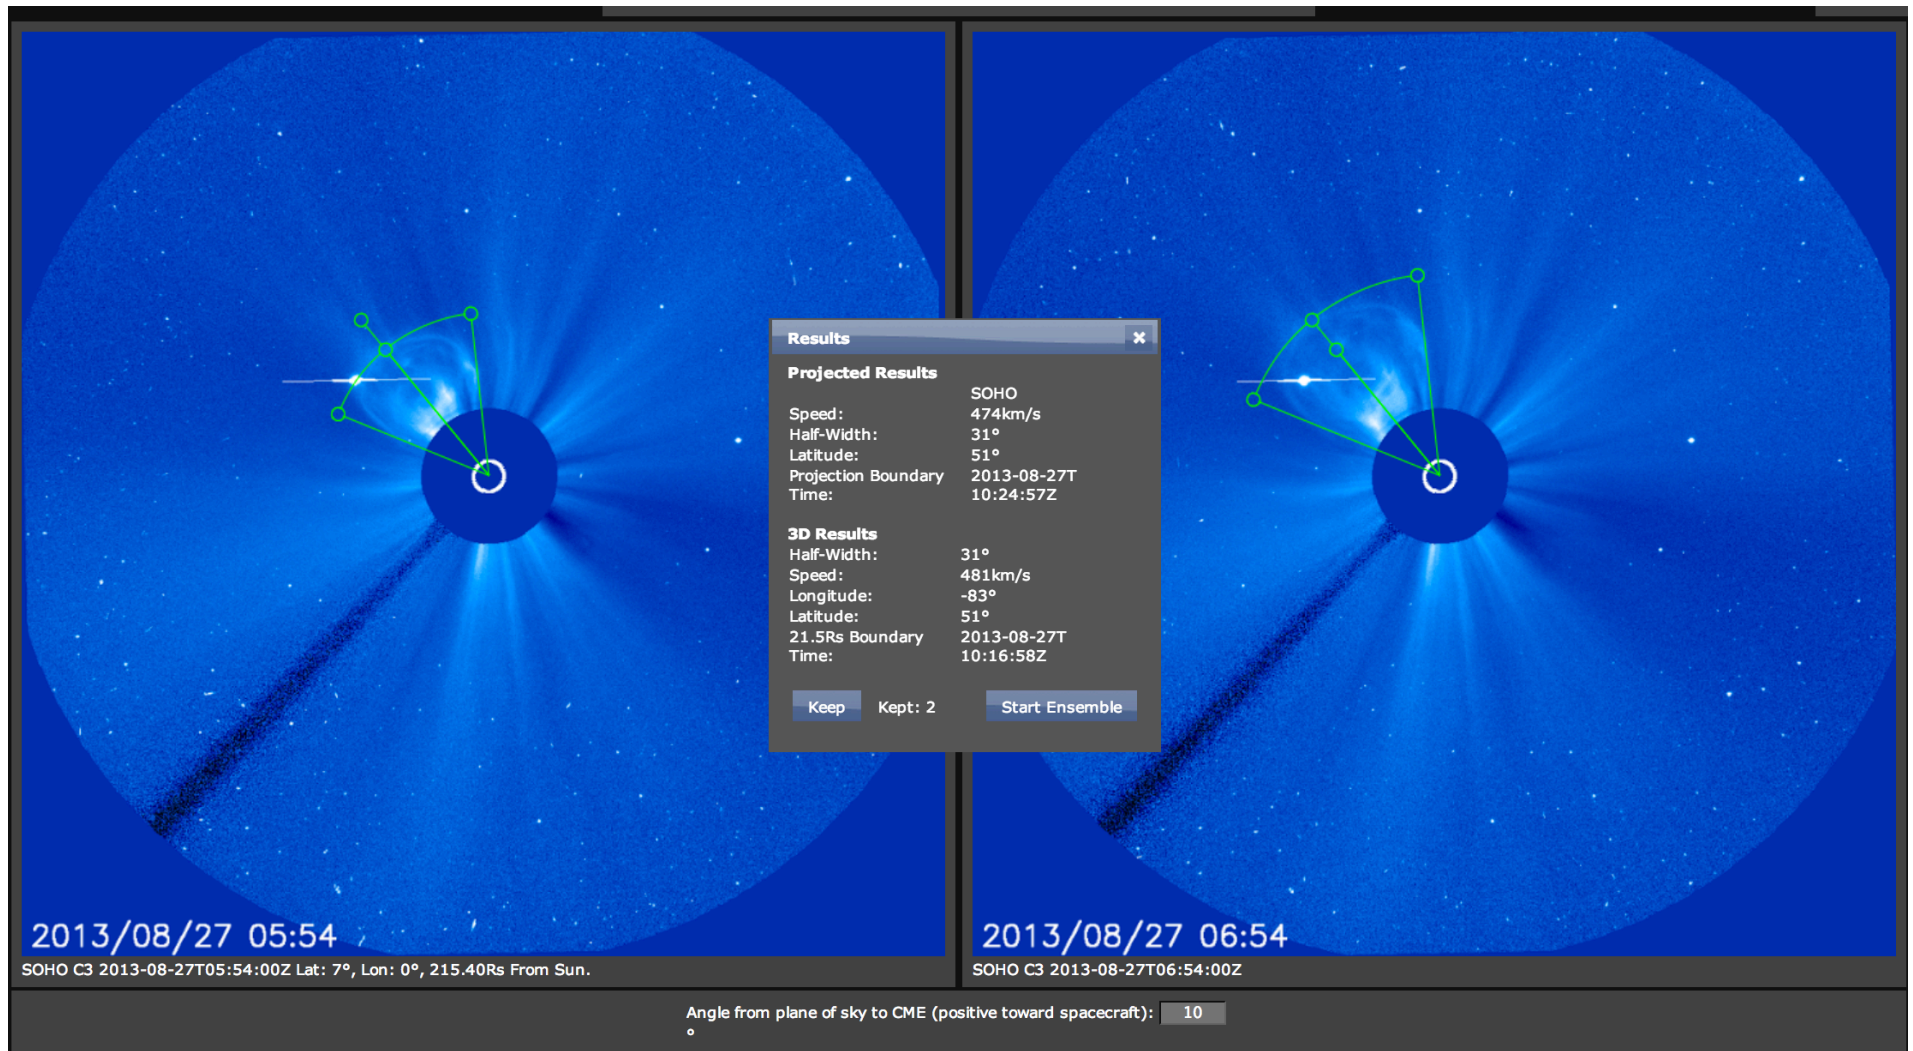 Results
Projected Results
SOHO
Speed: 474km/s
Half-Width: 31°
Latitude: 51°
Projection Boundary 2013-08-27T
Time: 10:24:57Z
3D Results
Half-Width: 31°
Speed: 481km/s
Longitude: -83°
Latitude: 51°
21.5Rs Boundary 2013-08-27T
Time: 10:16:58Z
Keep Kept: 2 Start Ensemble
2013/08/27 05:54
SOHO C3 2013-08-27T05:54:00Z Lat: 7°, Lon: 0°, 215.40Rs From Sun.
2013/08/27 06:54
SOHO C3 2013-08-27T06:54:00Z
Angle from plane of sky to CME (positive toward spacecraft): 10
°